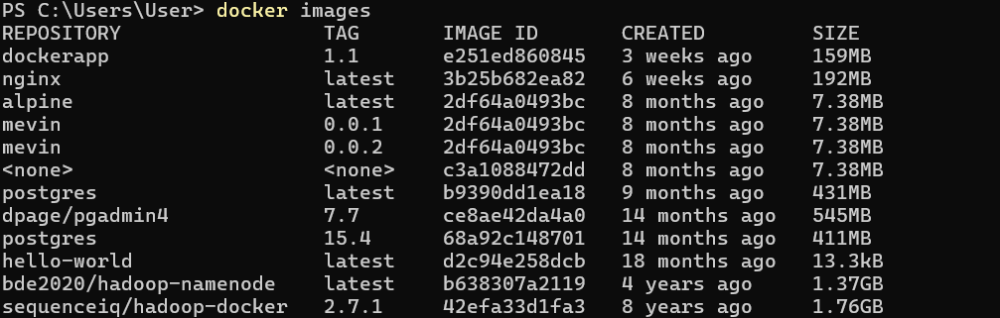 PS C:\Users\User> docker images
REPOSITORY TAG IMAGE ID CREATED SIZE
dockerapp 1.1 e251ed860845 3 weeks ago 159MB
nginx latest 3b25b682ea82 6 weeks ago 192MB
alpine latest 2df64a0493bc 8 months ago 7.38MB
mevin 0.0.1 2df64a0493bc 8 months ago 7.38MB
mevin 0.0.2 2df64a0493bc 8 months ago 7.38MB
<none> <none> c3a1088472dd 8 months ago 7.38MB
postgres latest b9390dd1ea18 9 months ago 431MB
dpage/pgadmin4 7.7 ce8ae42da4a0 14 months ago 545MB
postgres 15.4 68a92c148701 14 months ago 411MB
hello-world latest d2c94e258dcb 18 months ago 13.3kB
bde2020/hadoop-namenode latest b638307a2119 4 years ago 1.37GB
sequenceiq/hadoop-docker 2.7.1 42efa33d1fa3 8 years ago 1.76GB